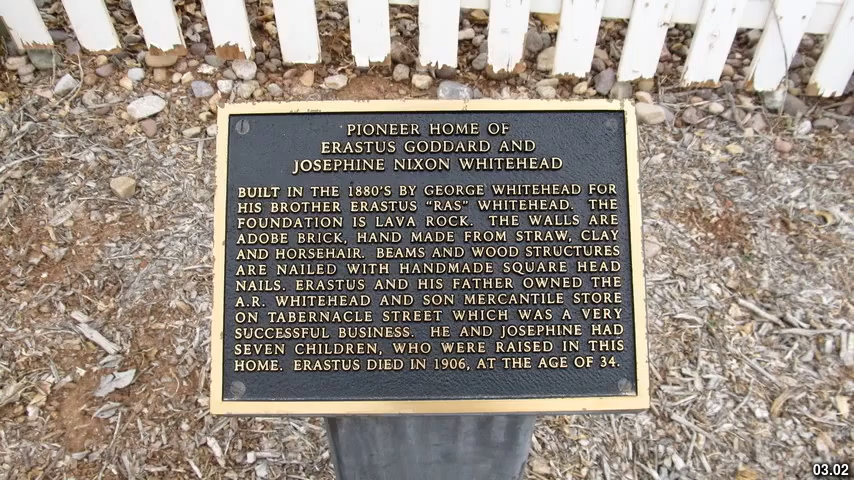 PIONEER HOME OF
ERASTUS GODDARD AND
JOSEPHINE NIXON WHITEHEAD
BUILT IN THE 1880'S BY GEORGE WHITEHEAD FOR
HIS BROTHER ERASTUS "RAS" WHITEHEAD. THE
FOUNDATION IS LAVA ROCK. THE WALLS ARE
ADOBE BRICK, HAND MADE FROM STRAW, CLAY
AND HORSEHAIR. BEAMS AND WOOD STRUCTURES
ARE NAILED WITH HANDMADE SQUARE HEAD
NAILS. ERASTUS AND HIS FATHER OWNED THE
A.R. WHITEHEAD AND SON MERCANTILE STORE
ON TABERNACLE STREET WHICH WAS A VERY
SUCCESSFUL BUSINESS. HE AND JOSEPHINE HAD
SEVEN CHILDREN, WHO WERE RAISED IN THIS
HOME. ERASTUS DIED IN 1906, AT THE AGE OF 34.
03.02